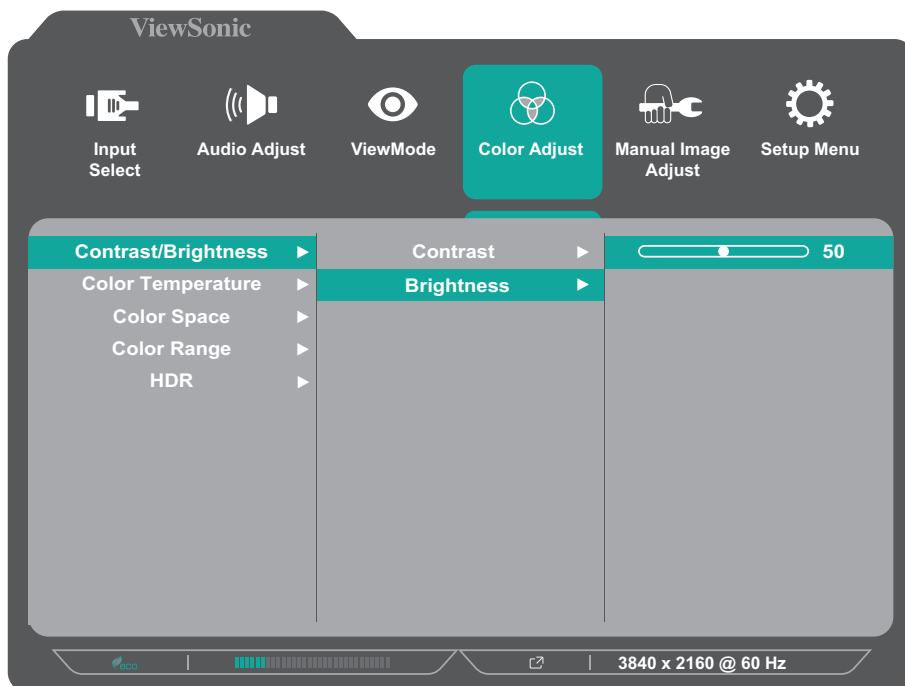 ViewSonic
Input
Select
Audio Adjust
ViewMode
Color Adjust
Manual Image
Adjust
Setup Menu
Contrast/Brightness
Contrast
50
Color Temperature
Brightness
Color Space
Color Range
HDR
eco
3840 x 2160 @ 60 Hz